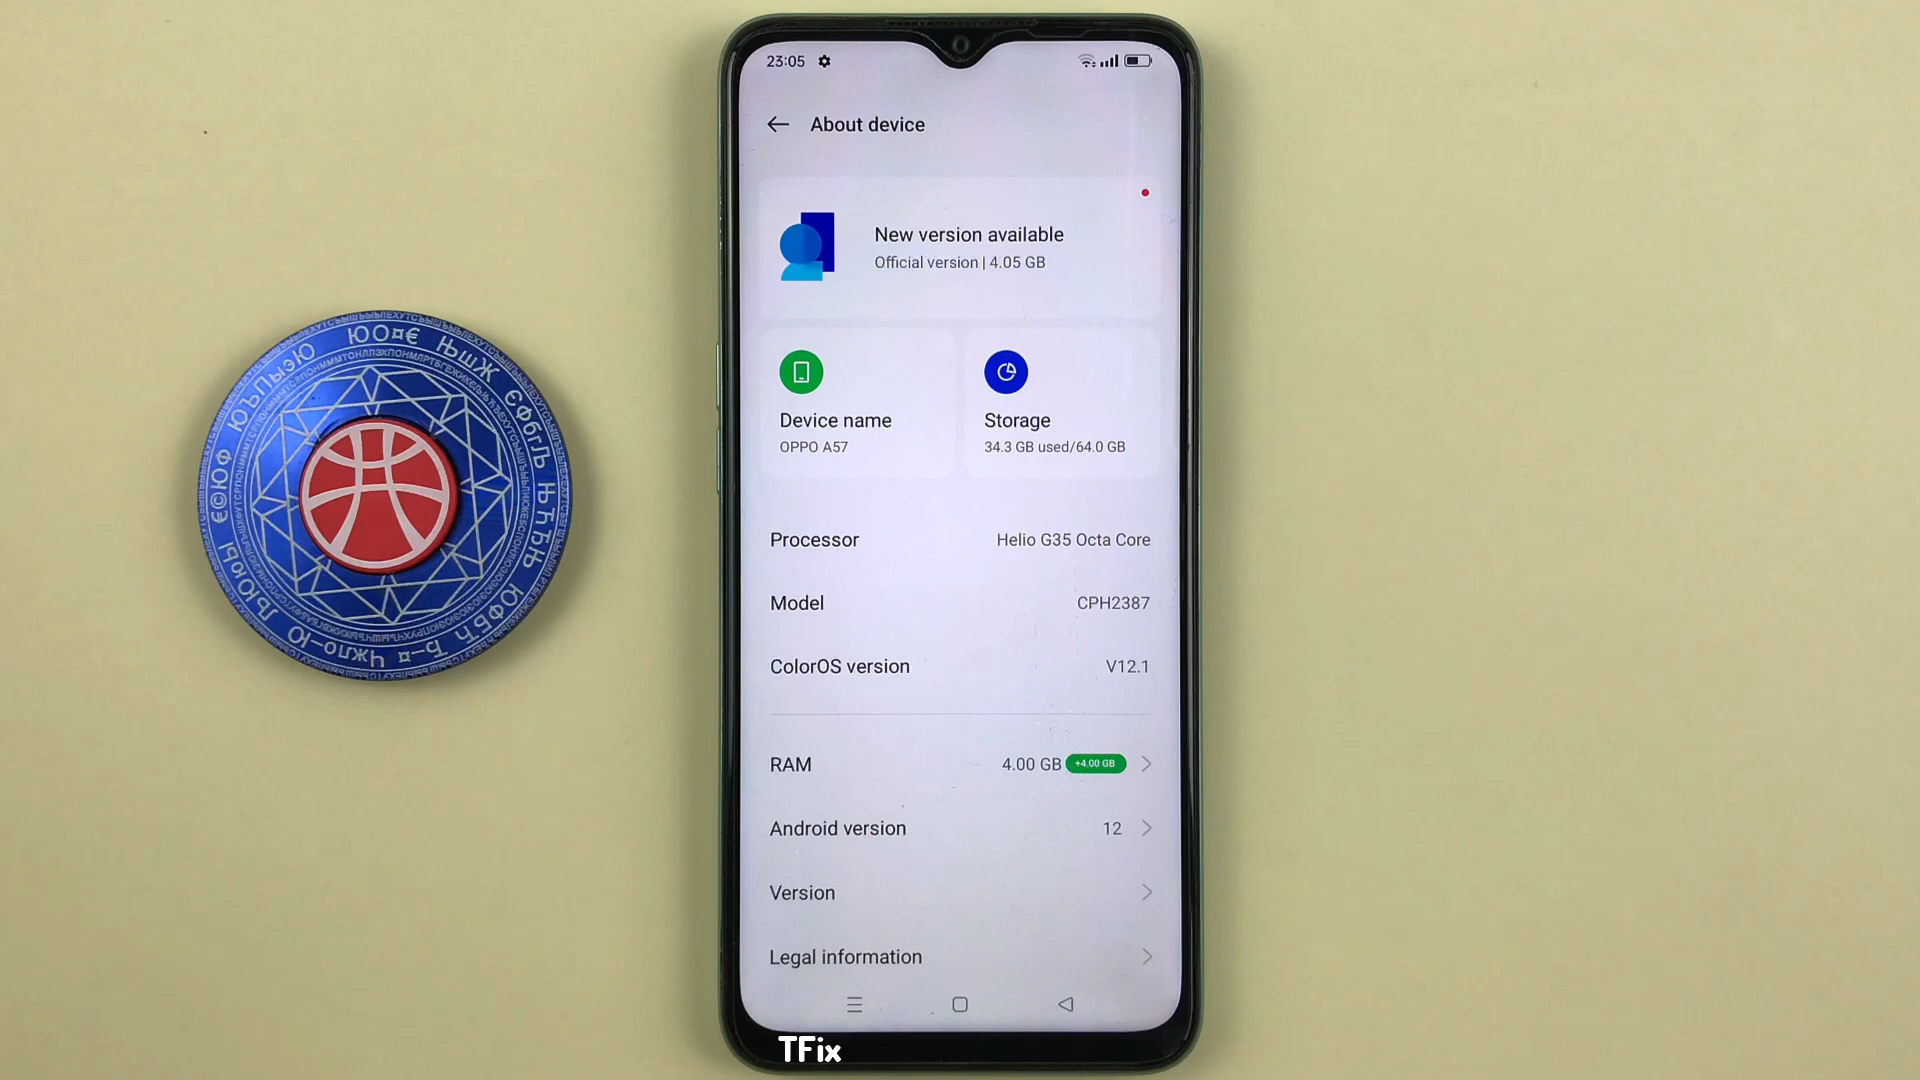 23:05
About device
New version available
Official version | 4.05 GB
Device name
OPPO A57
Storage
34.3 GB used/64.0 GB
Processor
Helio G35 Octa Core
Model
CPH2387
ColorOS version
V12.1
RAM
4.00 GB +4.00 GB
Android version
12
Version
Legal information
TFix